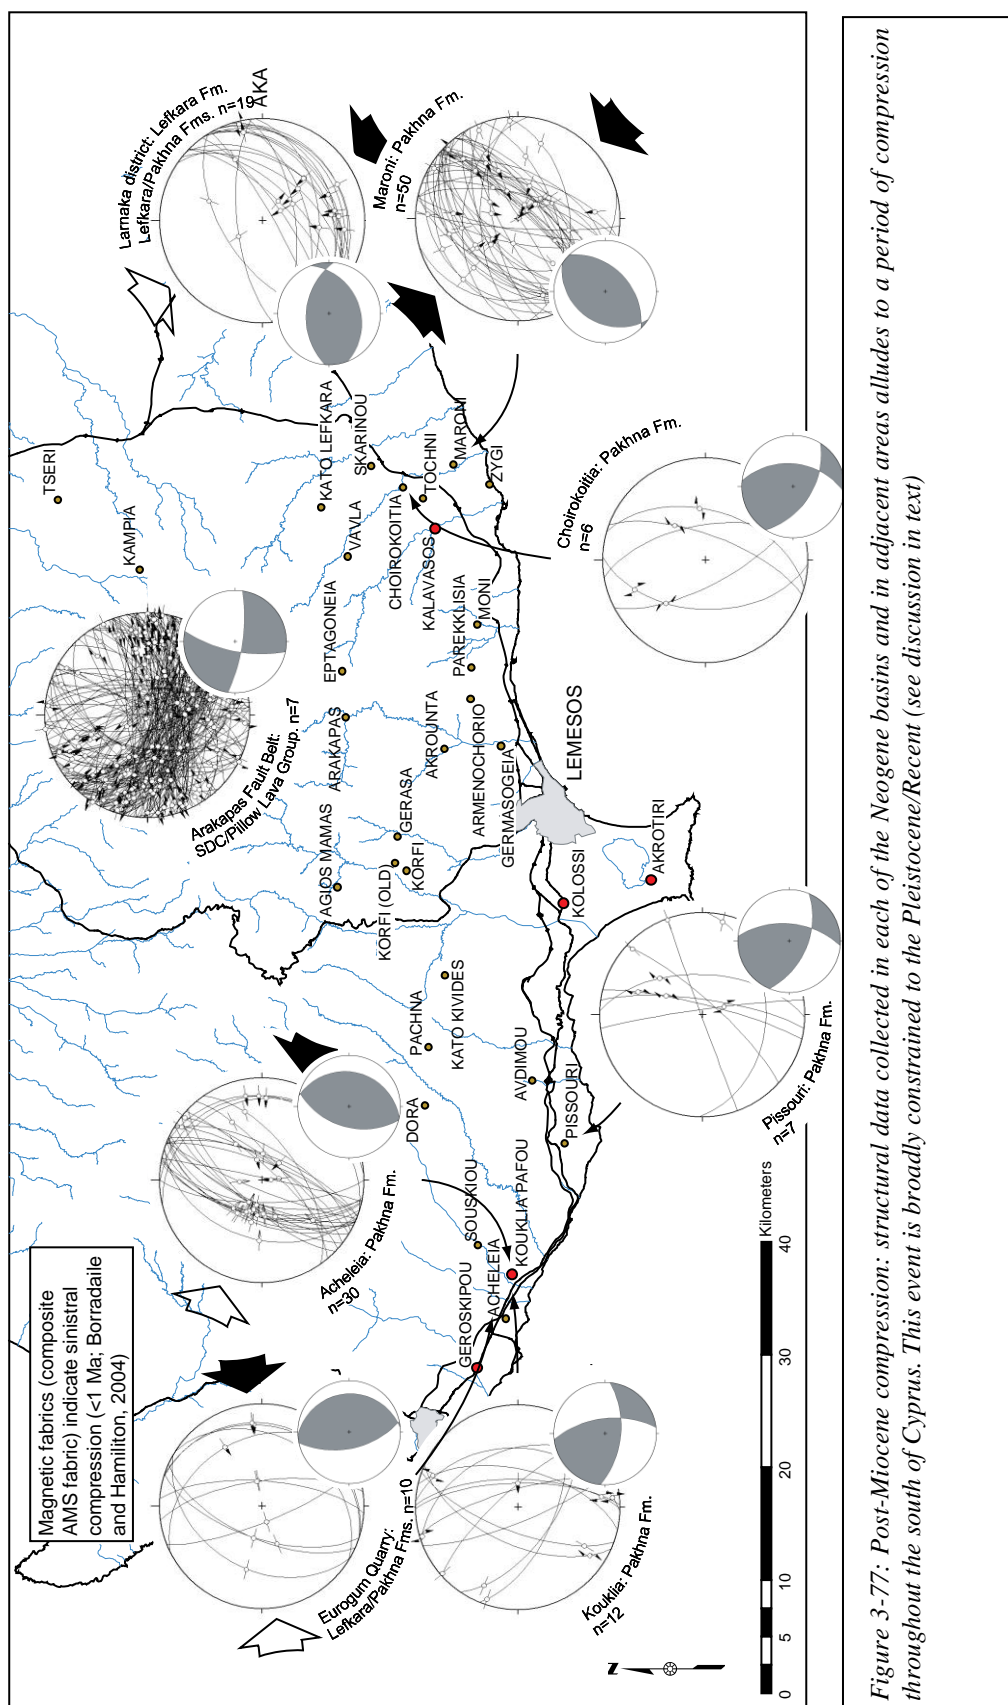 Magnetic fabrics (composite
AMS fabric) indicate sinistral
compression (<1 Ma; Borradaile
and Hamiliton, 2004)
Larnaka district: Lefkara Fm.
Lefkara/Pakhna Fms. n=19
AKA
Maroni: Pakhna Fm.
n=50
Arakapas Fault Belt:
SDC/Pillow Lava Group. n=7
Acheleia: Pakhna Fm.
n=30
Eurogum Quarry:
Lefkara/Pakhna Fms. n=10
Kouklia: Pakhna Fm.
n=12
Pissouri: Pakhna Fm.
n=7
Choirokoitia: Pakhna Fm.
n=6
TSERI
KAMPIA
KATO LEFKARA
SKARINOU
VAVLA
CHOIROKOITIA
TOCHNI
MARONI
ZYGI
KALAVASOS
EPTAGONEIA
PAREKKLISIA
MONI
ARAKAPAS
AKROUNTA
ARMENOCHORIO
GERMASOGEIA
LEMESOS
AGIOS MAMAS
GERASA
KORFI (OLD)
KORFI
KOLOSSI
AKROTIRI
PACHNA
KATO KIVIDES
DORA
AVDIMOU
PISSOURI
SOUSKIOU
KOUKLIA PAFOU
ACHELEIA
GEROSKIPOU
N
0
5
10
20
30
40
Kilometers
Figure 3-77: Post-Miocene compression: structural data collected in each of the Neogene basins and in adjacent areas alludes to a period of compression
throughout the south of Cyprus. This event is broadly constrained to the Pleistocene/Recent (see discussion in text)